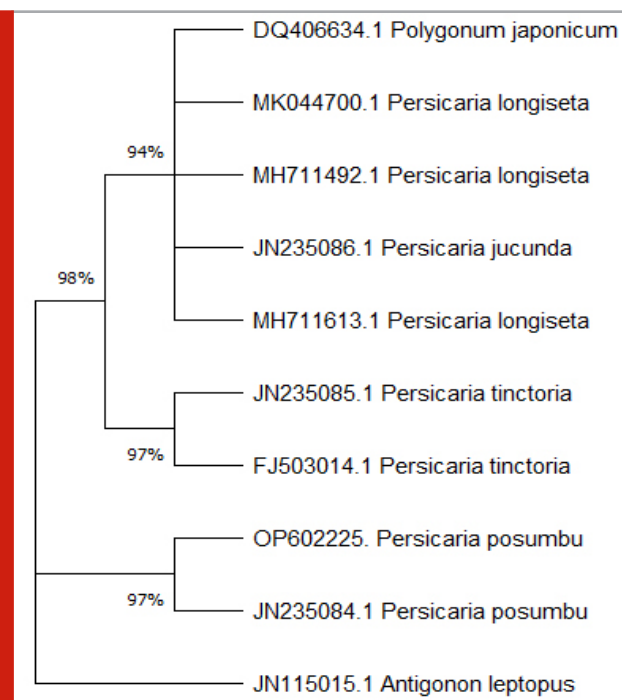 DQ406634.1 Polygonum japonicum
MK044700.1 Persicaria longiseta
94%
MH711492.1 Persicaria longiseta
JN235086.1 Persicaria jucunda
98%
MH711613.1 Persicaria longiseta
JN235085.1 Persicaria tinctoria
97%
FJ503014.1 Persicaria tinctoria
OP602225. Persicaria posumbu
97%
JN235084.1 Persicaria posumbu
JN115015.1 Antigonon leptopus